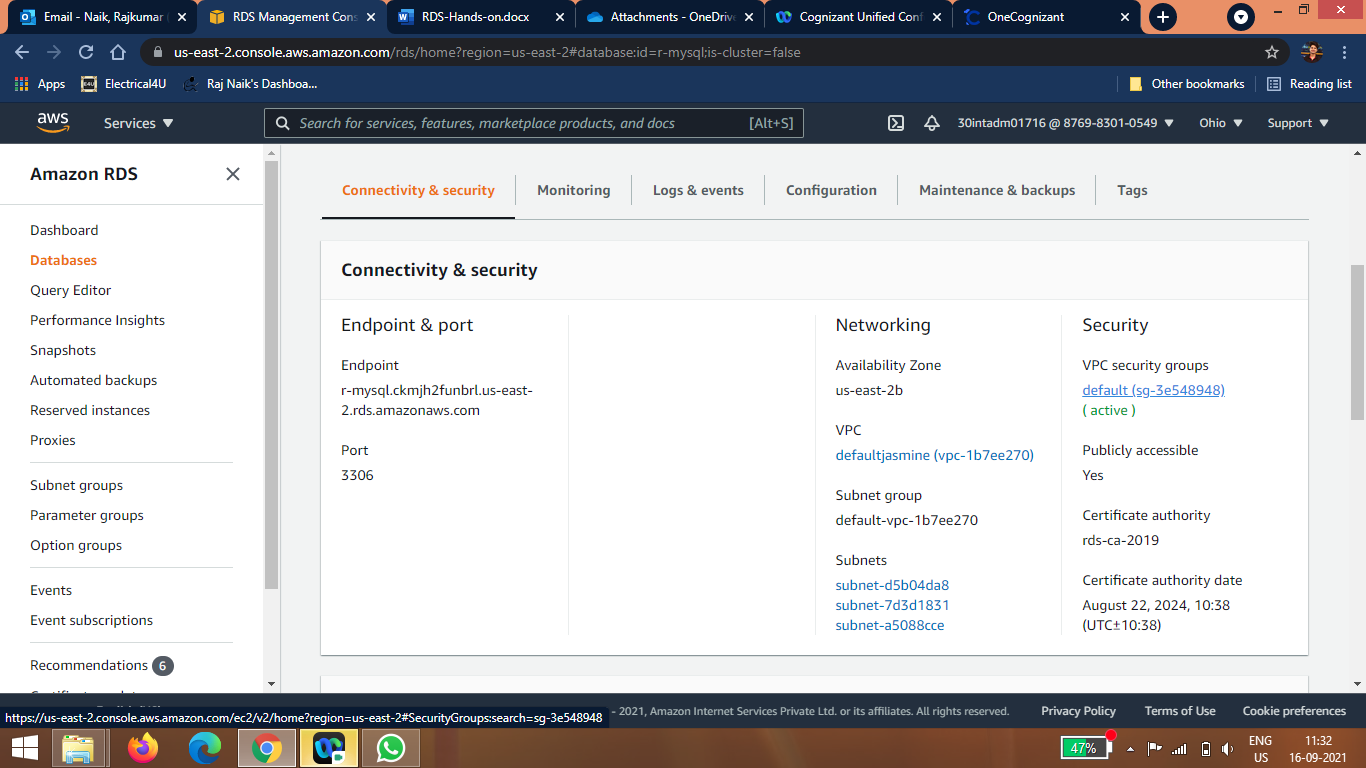 Email - Naik, Rajkumar
RDS Management Cons
RDS-Hands-on.docx
Attachments - OneDrive
Cognizant Unified Conf
OneCognizant
us-east-2.console.aws.amazon.com/rds/home?region=us-east-2#database:id=r-mysql;is-cluster=false
Apps
Electrical4U
Raj Naik's Dashboa...
Other bookmarks
Reading list
aws
Services
Search for services, features, marketplace products, and docs [Alt+S]
30intadm01716 @ 8769-8301-0549
Ohio
Support
Amazon RDS
Dashboard
Databases
Query Editor
Performance Insights
Snapshots
Automated backups
Reserved instances
Proxies
Subnet groups
Parameter groups
Option groups
Events
Event subscriptions
Recommendations 6
Connectivity & security
Monitoring
Logs & events
Configuration
Maintenance & backups
Tags
Connectivity & security
Endpoint & port
Endpoint
r-mysql.ckmjh2funbrl.us-east-
2.rds.amazonaws.com
Port
3306
Networking
Availability Zone
us-east-2b
VPC
defaultjasmine (vpc-1b7ee270)
Subnet group
default-vpc-1b7ee270
Subnets
subnet-d5b04da8
subnet-7d3d1831
subnet-a5088cce
Security
VPC security groups
default (sg-3e548948)
( active )
Publicly accessible
Yes
Certificate authority
rds-ca-2019
Certificate authority date
August 22, 2024, 10:38
(UTC±10:38)
- 2021, Amazon Internet Services Private Ltd. or its affiliates. All rights reserved.
Privacy Policy
Terms of Use
Cookie preferences
https://us-east-2.console.aws.amazon.com/ec2/v2/home?region=us-east-2#SecurityGroups:search=sg-3e548948
47%
ENG
US
11:32
16-09-2021